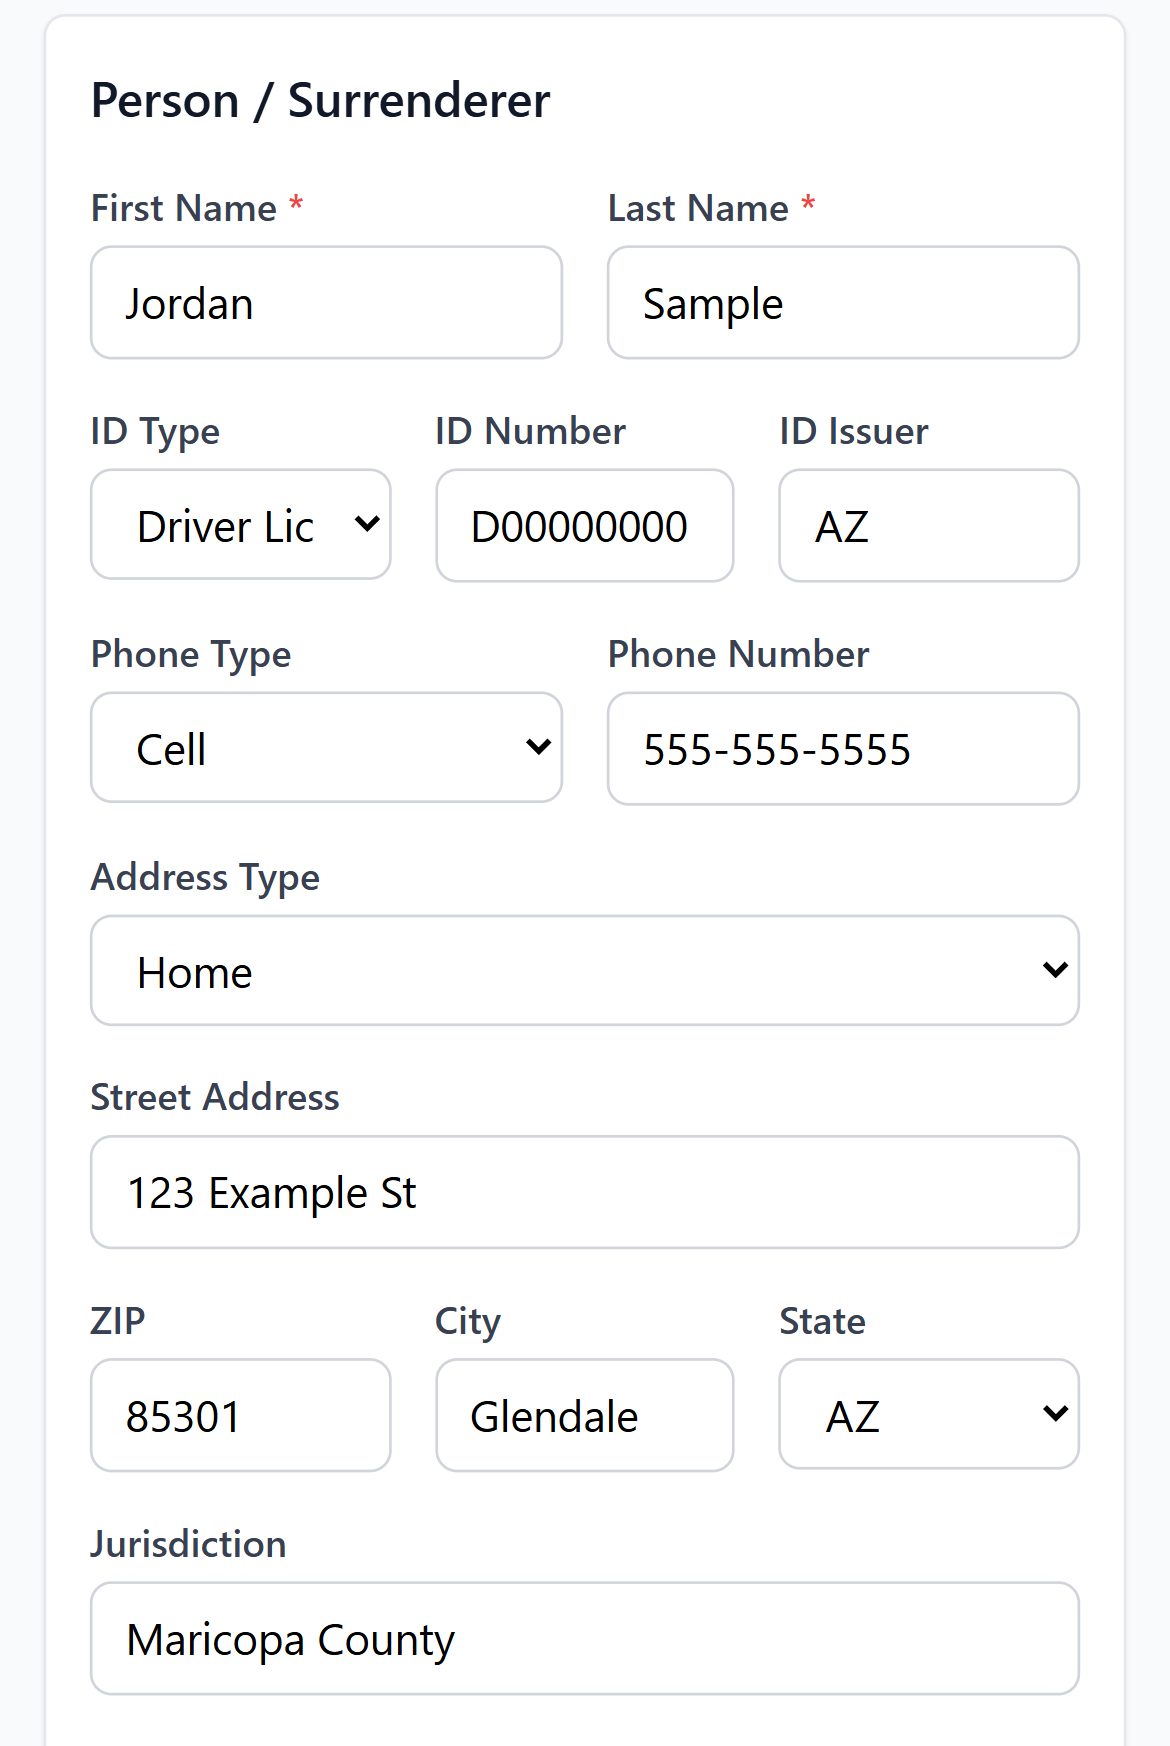 Person / Surrenderer
First Name * Last Name *
Jordan Sample
ID Type ID Number ID Issuer
Driver Lic D00000000 AZ
Phone Type Phone Number
Cell 555-555-5555
Address Type
Home
Street Address
123 Example St
ZIP City State
85301 Glendale AZ
Jurisdiction
Maricopa County